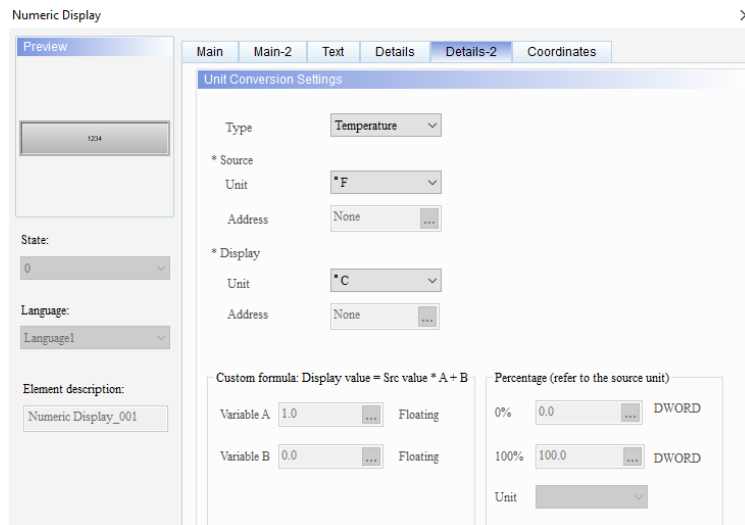 Numeric Display
Preview
1234
State:
0
Language:
Language1
Element description:
Numeric Display_001
Main Main-2 Text Details Details-2 Coordinates
Unit Conversion Settings
Type Temperature
* Source
Unit °F
Address None ...
* Display
Unit °C
Address None ...
Custom formula: Display value = Src value * A + B
Variable A 1.0 ... Floating
Variable B 0.0 ... Floating
Percentage (refer to the source unit)
0% 0.0 ... DWORD
100% 100.0 ... DWORD
Unit